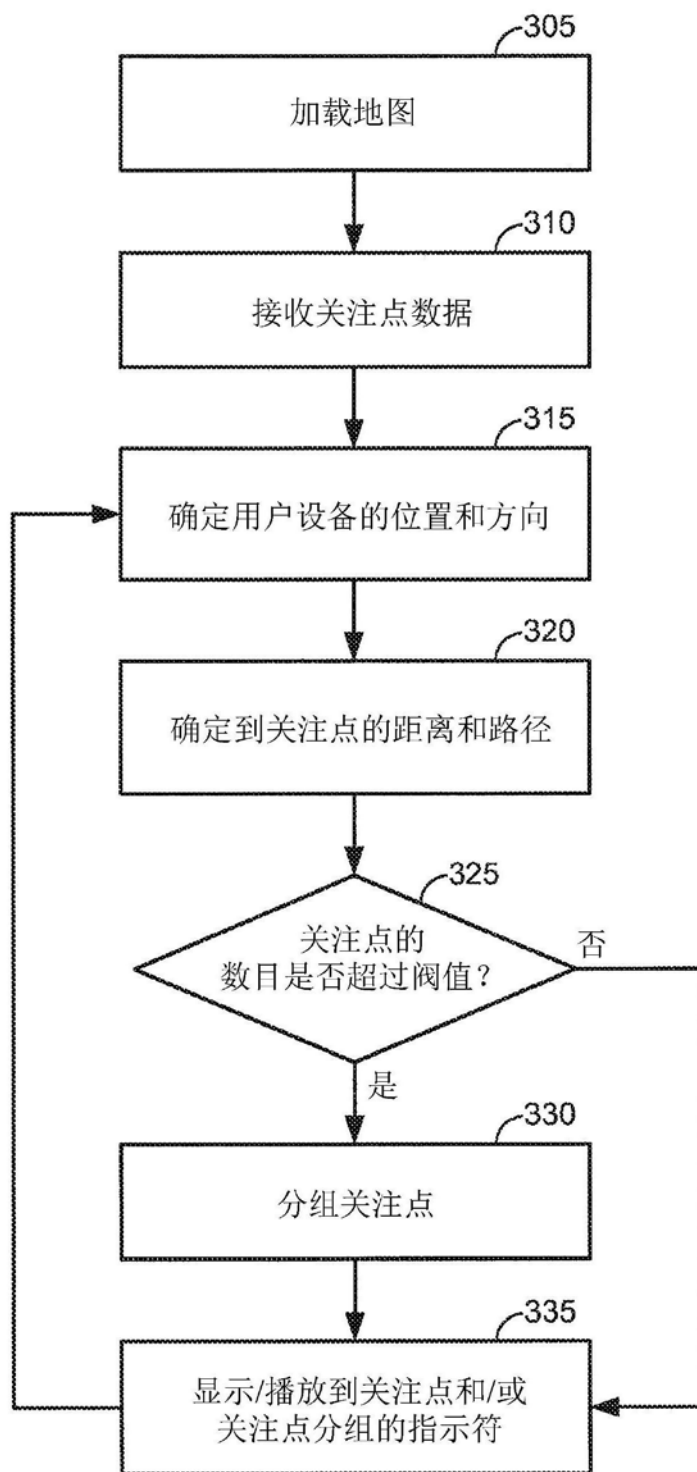 305
加载地图
310
接收关注点数据
315
确定用户设备的位置和方向
320
确定到关注点的距离和路径
325
关注点的
数目是否超过阀值？
否
是
330
分组关注点
335
显示/播放到关注点和/或
关注点分组的指示符